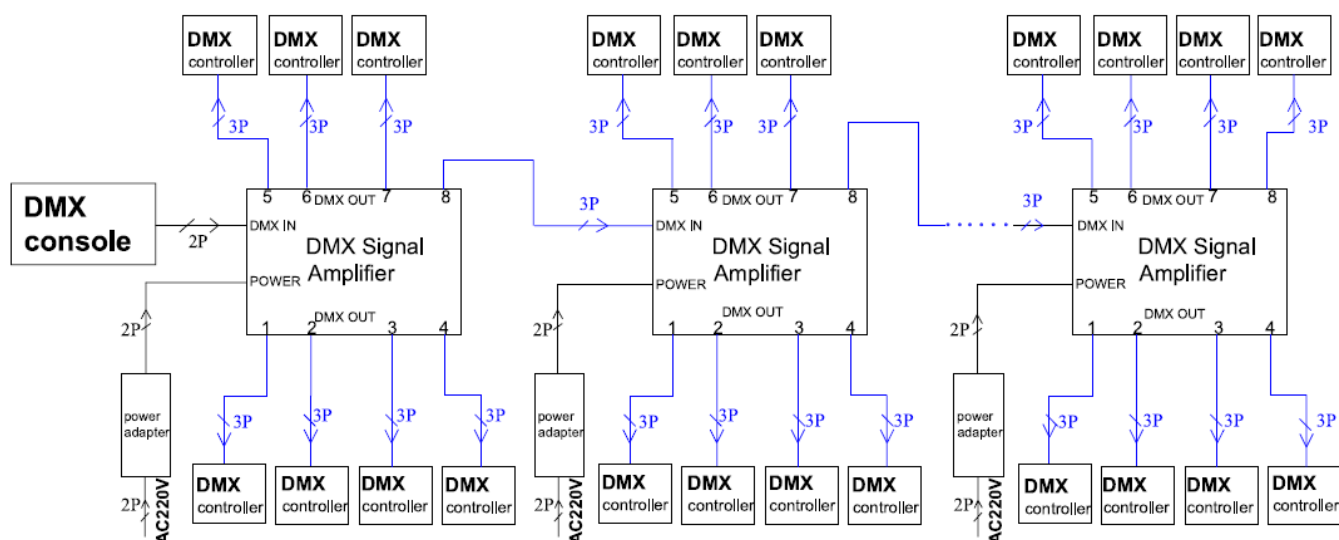 DMX DMX DMX DMX DMX DMX DMX DMX DMX DMX
controller controller controller controller controller controller controller controller controller controller
3P 3P 3P 3P 3P 3P 3P 3P 3P 3P
5 6 7 8 5 6 7 8 5 6 7 8
DMX OUT DMX OUT DMX OUT
DMX
console
2P
DMX IN
3P
DMX IN
3P
DMX IN
DMX Signal
Amplifier
DMX Signal
Amplifier
DMX Signal
Amplifier
POWER POWER POWER
DMX OUT DMX OUT DMX OUT
1 2 3 4 1 2 3 4 1 2 3 4
2P 2P 2P
power
adapter
power
adapter
power
adapter
3P 3P 3P 3P 3P 3P 3P 3P 3P 3P 3P 3P
DMX DMX DMX DMX DMX DMX DMX DMX DMX DMX DMX DMX
controller controller controller controller controller controller controller controller controller controller controller controller
2P AC220V 2P AC220V 2P AC220V